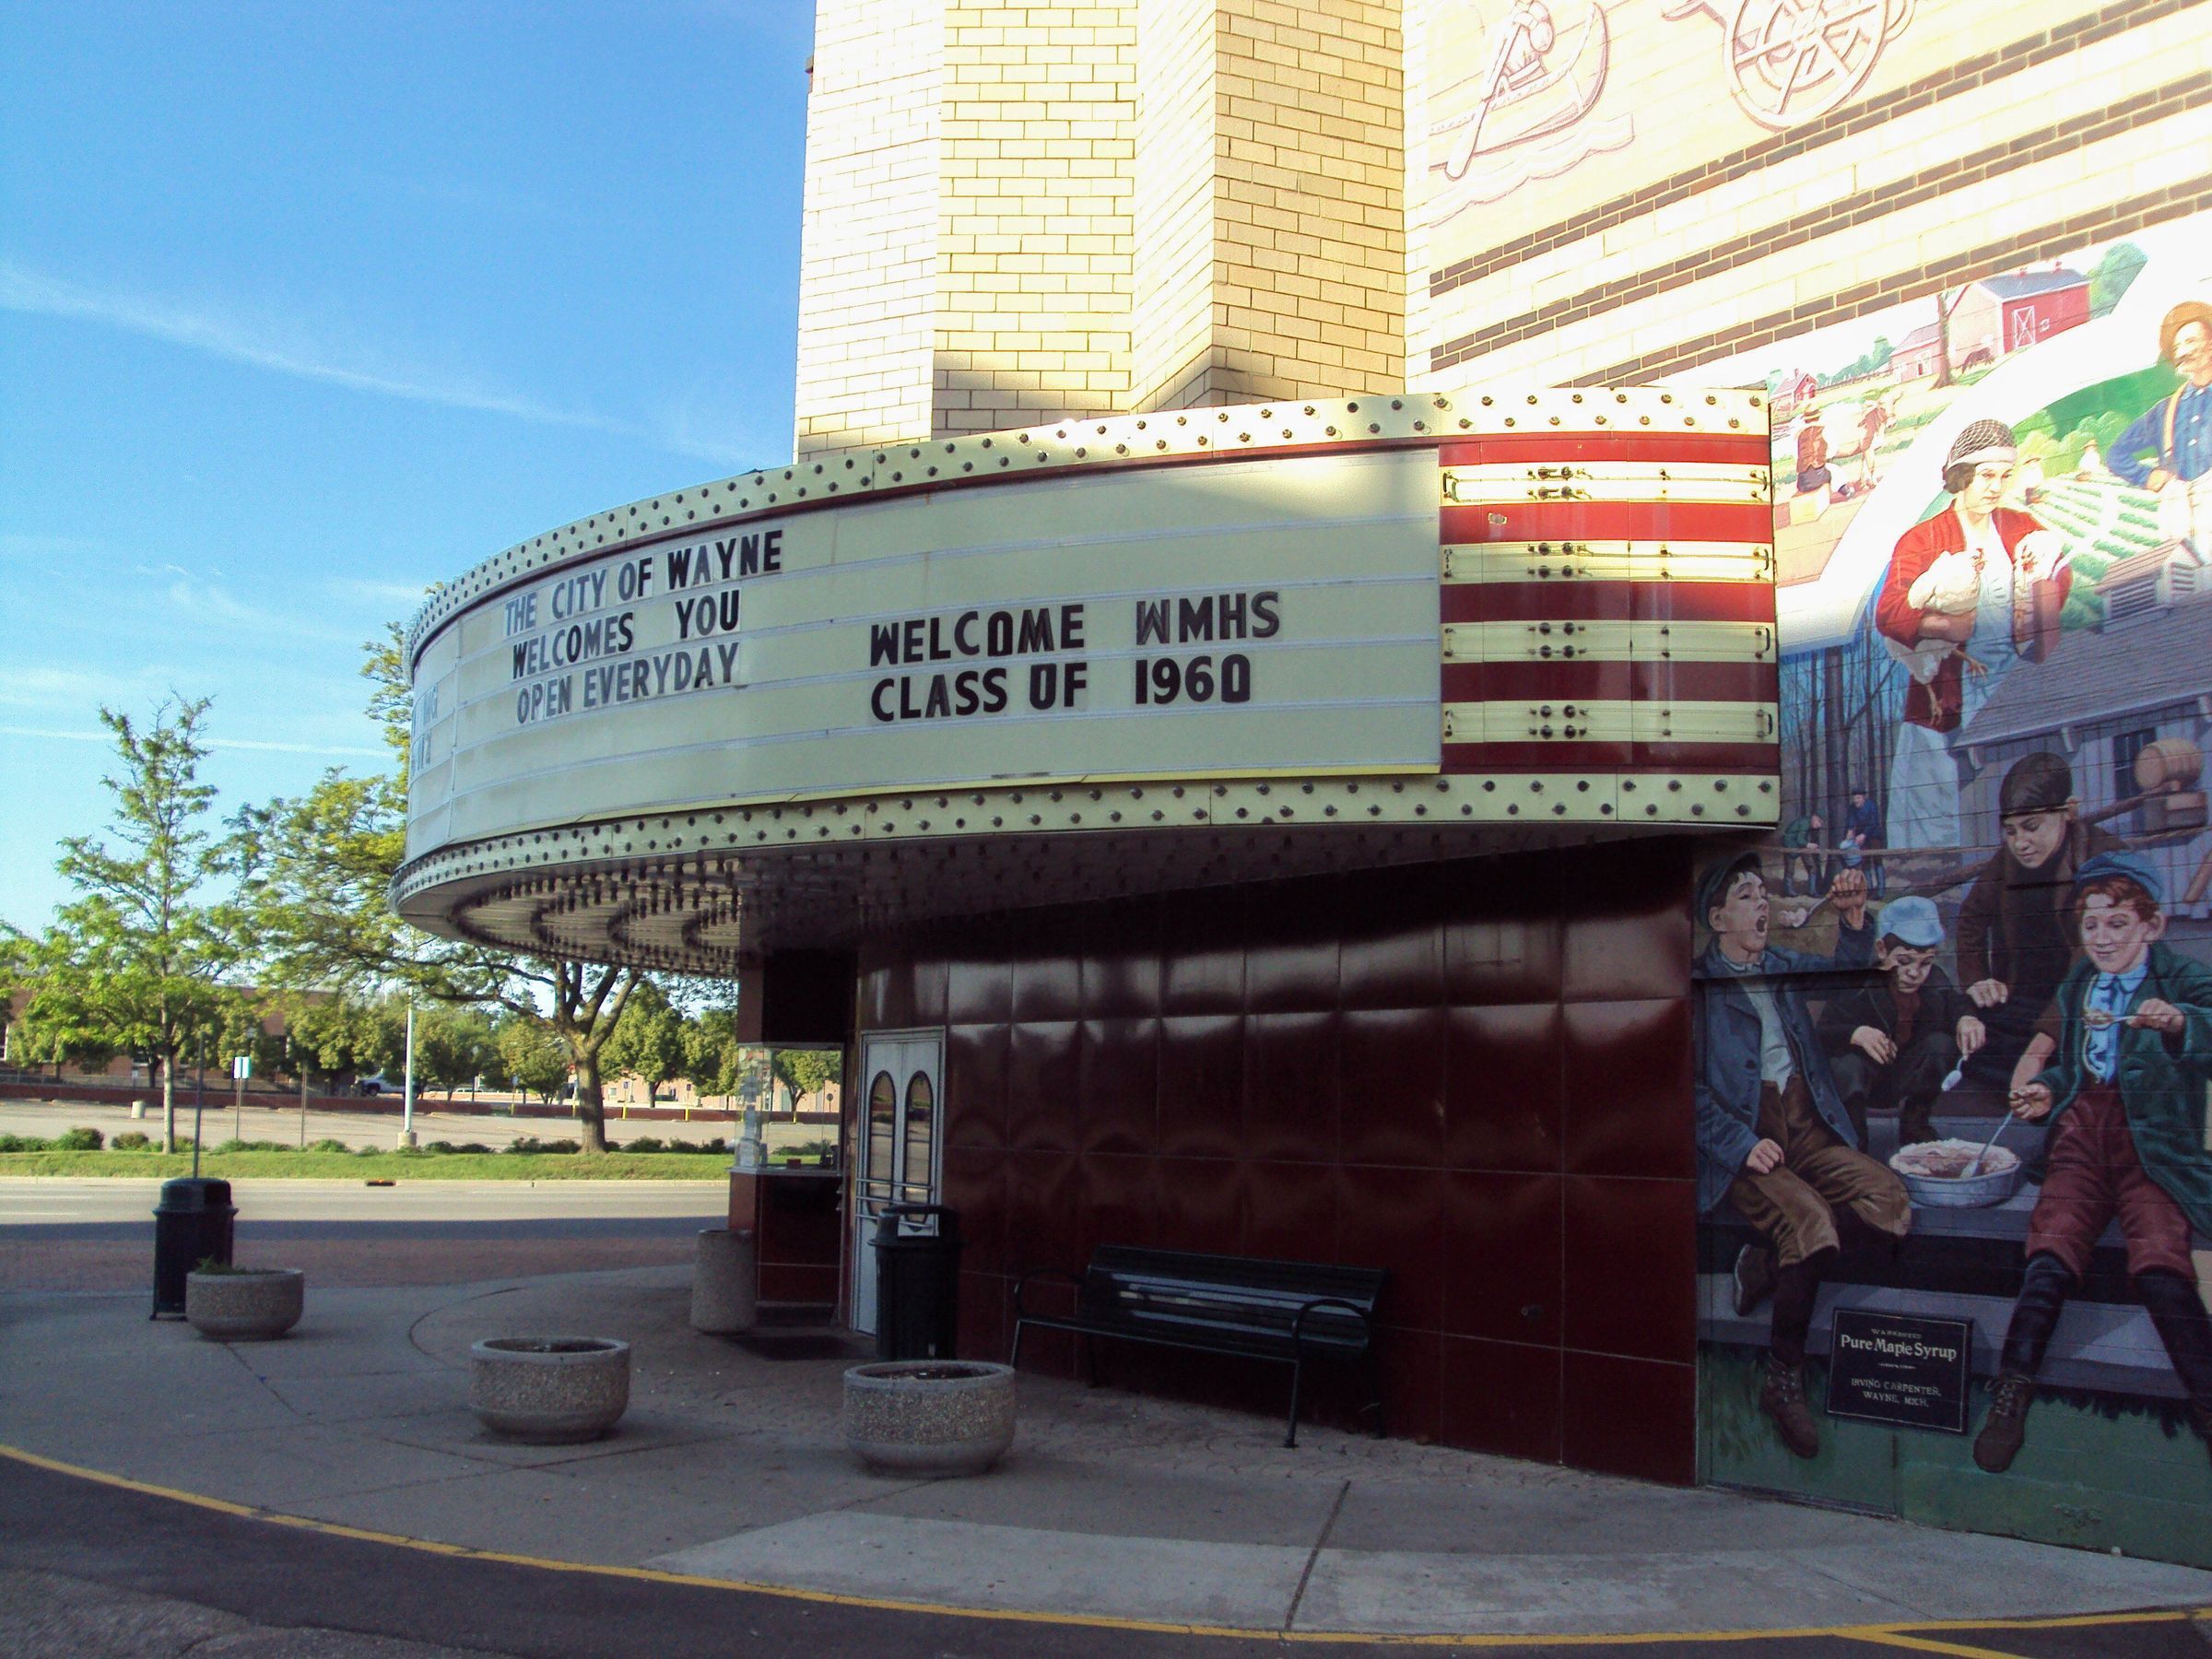 THE CITY OF WAYNE
WELCOMES YOU
OPEN EVERYDAY
WELCOME WMHS
CLASS OF 1960
Pure Maple Syrup
IRVING CARPENTER,
WAYNE, MICH.